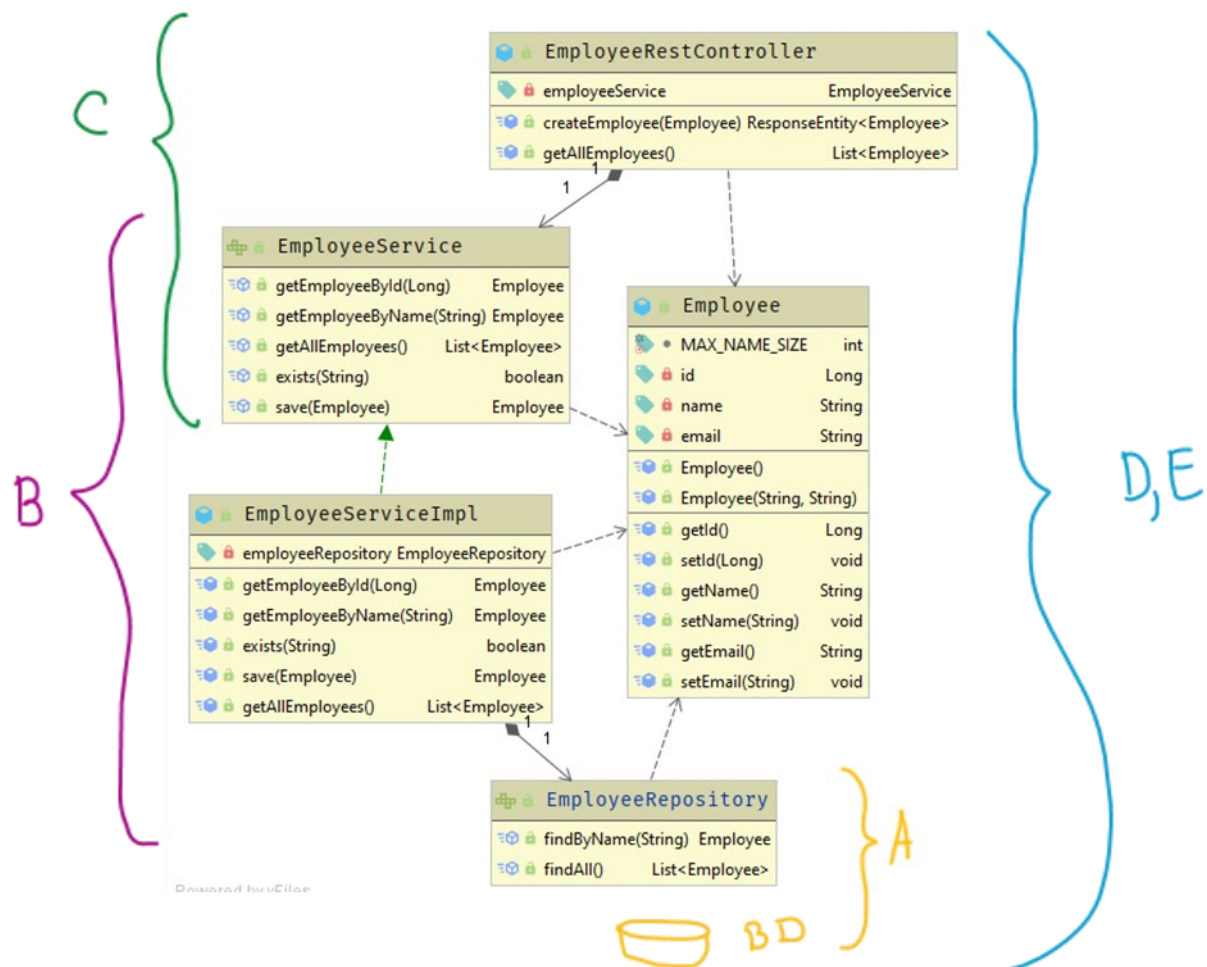 C
EmployeeRestController
employeeService EmployeeService
createEmployee(Employee) ResponseEntity<Employee>
getAllEmployees() List<Employee>
1
1
EmployeeService
getEmployeeById(Long) Employee
getEmployeeByName(String) Employee
getAllEmployees() List<Employee>
exists(String) boolean
save(Employee) Employee
Employee
MAX_NAME_SIZE int
id Long
name String
email String
Employee()
Employee(String, String)
getId() Long
setId(Long) void
getName() String
setName(String) void
getEmail() String
setEmail(String) void
B
D,E
EmployeeServiceImpl
employeeRepository EmployeeRepository
getEmployeeById(Long) Employee
getEmployeeByName(String) Employee
exists(String) boolean
save(Employee) Employee
getAllEmployees() List<Employee>
1
1
EmployeeRepository
findByName(String) Employee
findAll() List<Employee>
A
Powered by yFiles
BD